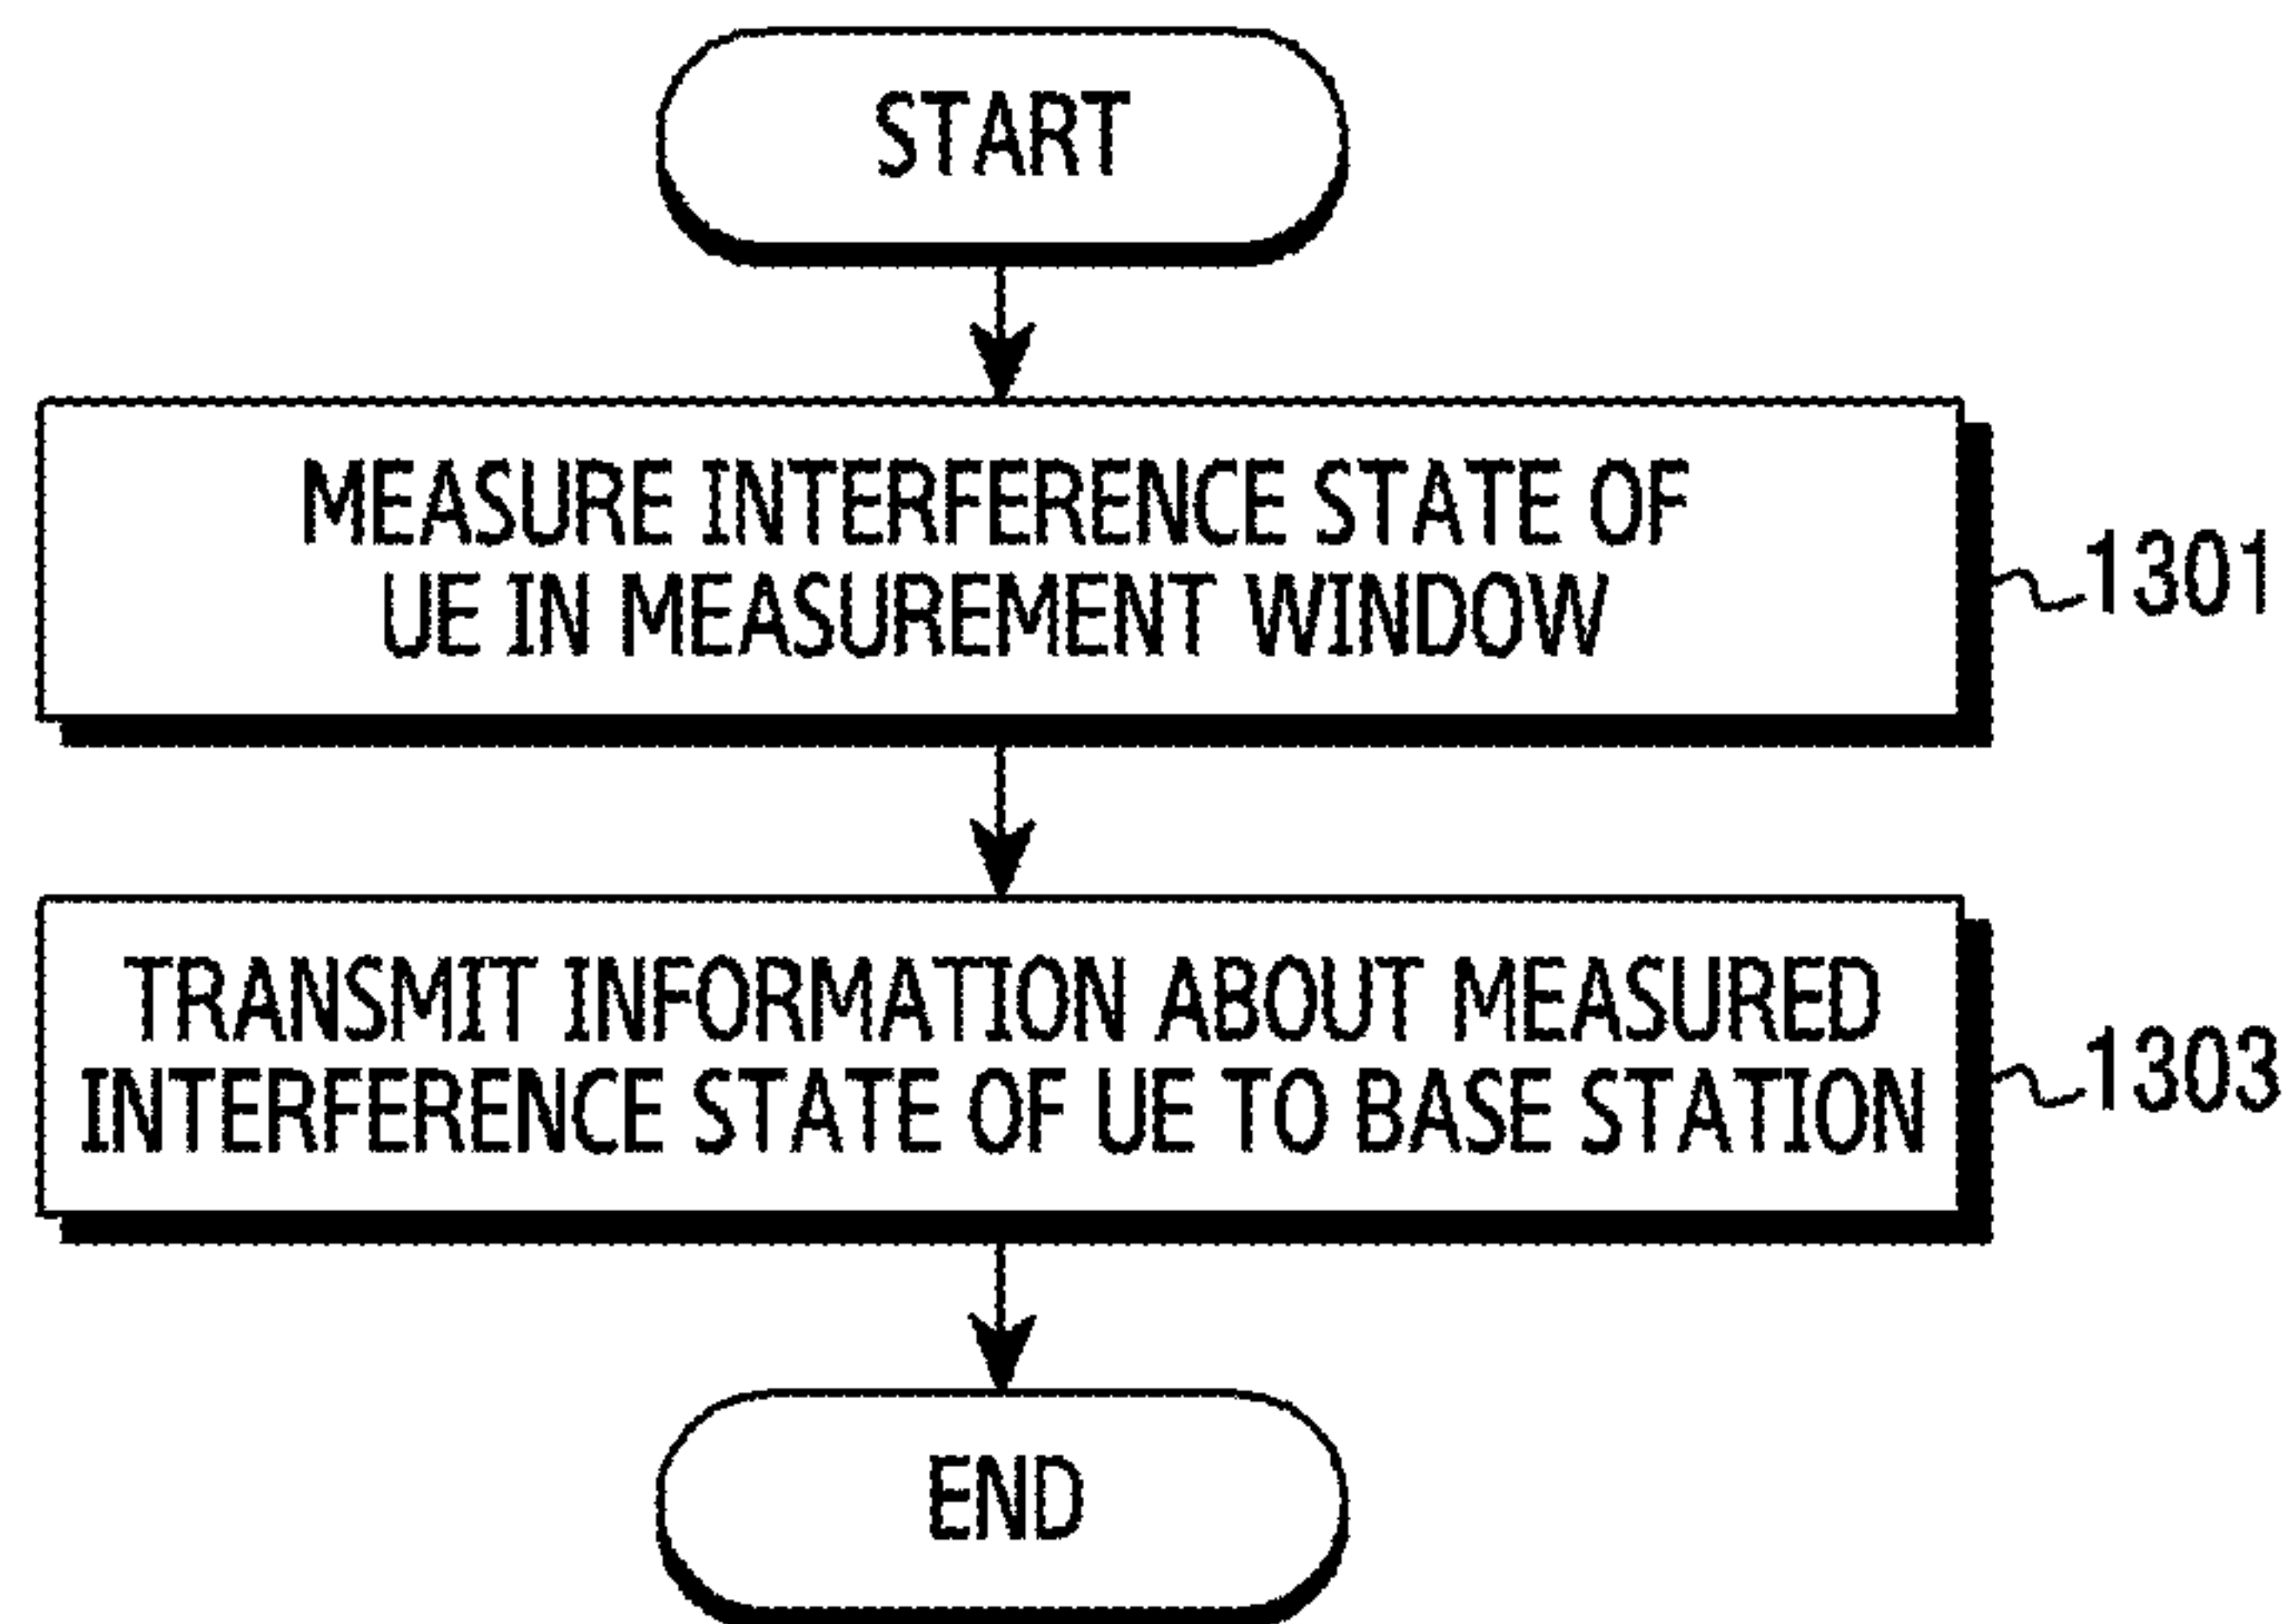 START
MEASURE INTERFERENCE STATE OF
UE IN MEASUREMENT WINDOW
1301
TRANSMIT INFORMATION ABOUT MEASURED
INTERFERENCE STATE OF UE TO BASE STATION
1303
END